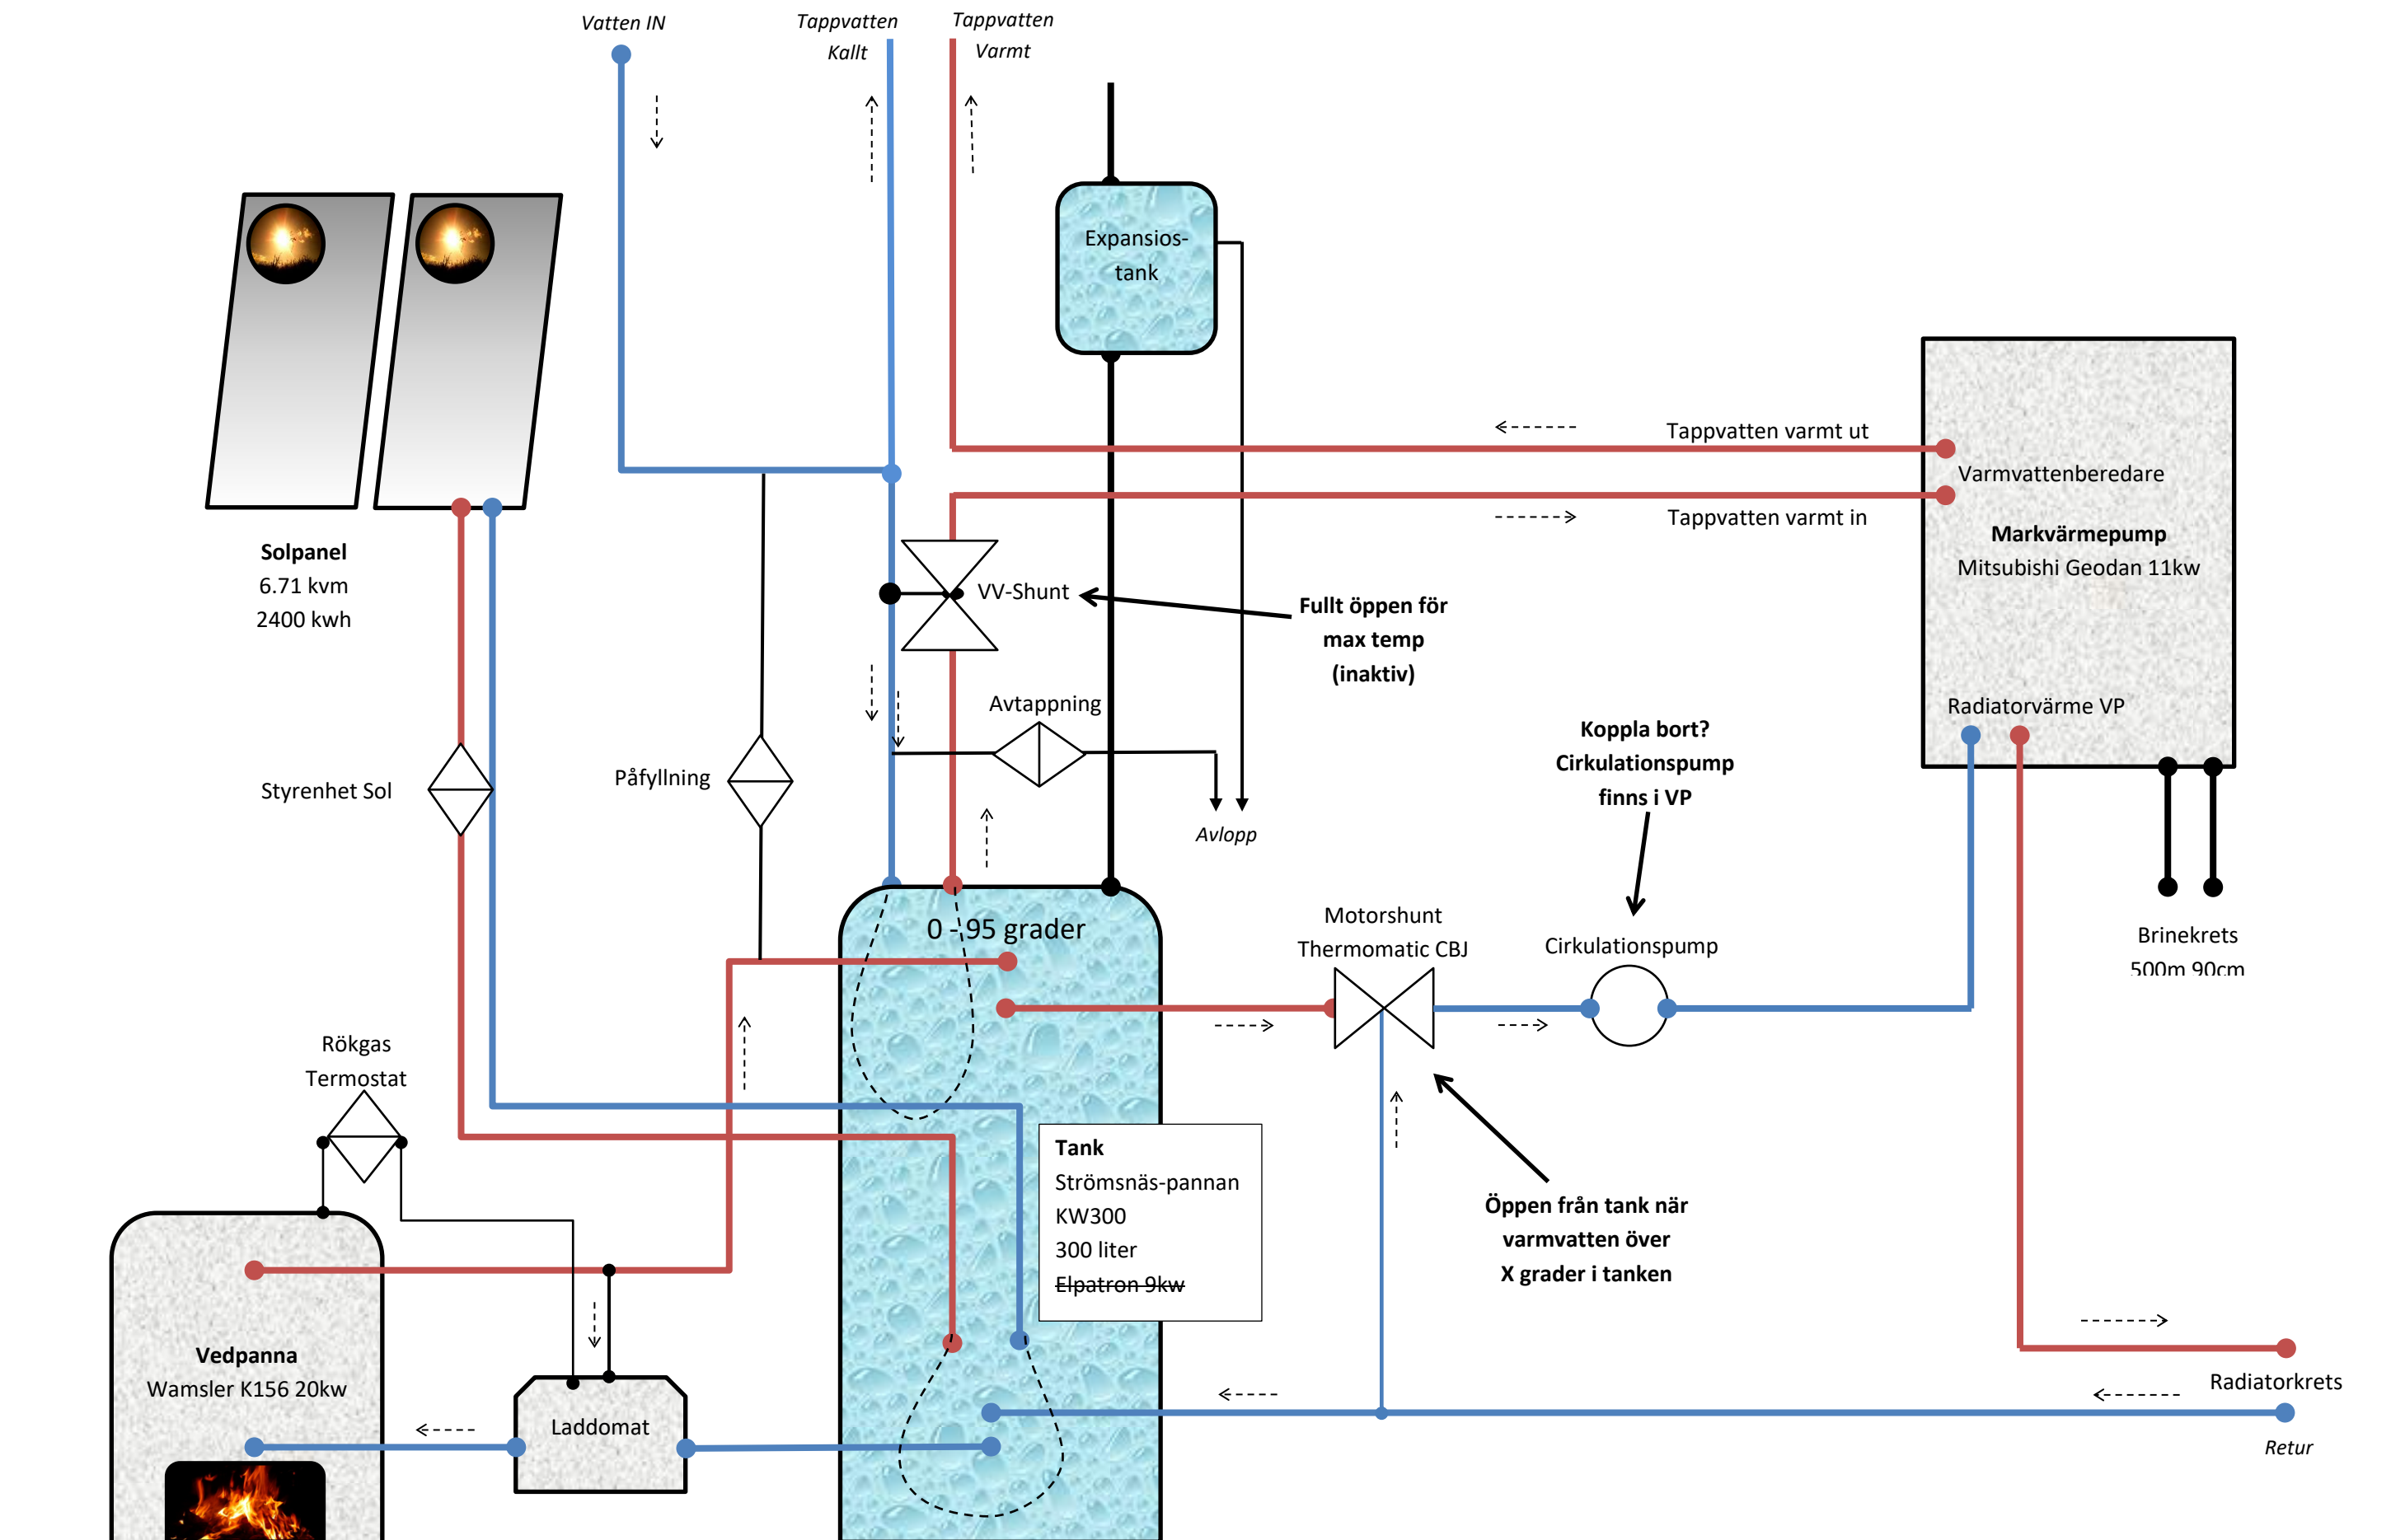 Vatten IN
Tappvatten
Kallt
Tappvatten
Varmt
Expansios-
tank
Tappvatten varmt ut
Varmvattenberedare
Tappvatten varmt in
Markvärmepump
Mitsubishi Geodan 11kw
Solpanel
6.71 kvm
2400 kwh
VV-Shunt
Fullt öppen för
max temp
(inaktiv)
Avtappning
Radiatorvärme VP
Koppla bort?
Cirkulationspump
finns i VP
Styrenhet Sol
Påfyllning
Avlopp
0 - 95 grader
Motorshunt
Thermomatic CBJ
Cirkulationspump
Brinekrets
500m 90cm
Rökgas
Termostat
Tank
Strömsnäs-pannan
KW300
300 liter
Elpatron 9kw
Öppen från tank när
varmvatten över
X grader i tanken
Vedpanna
Wamsler K156 20kw
Laddomat
Radiatorkrets
Retur